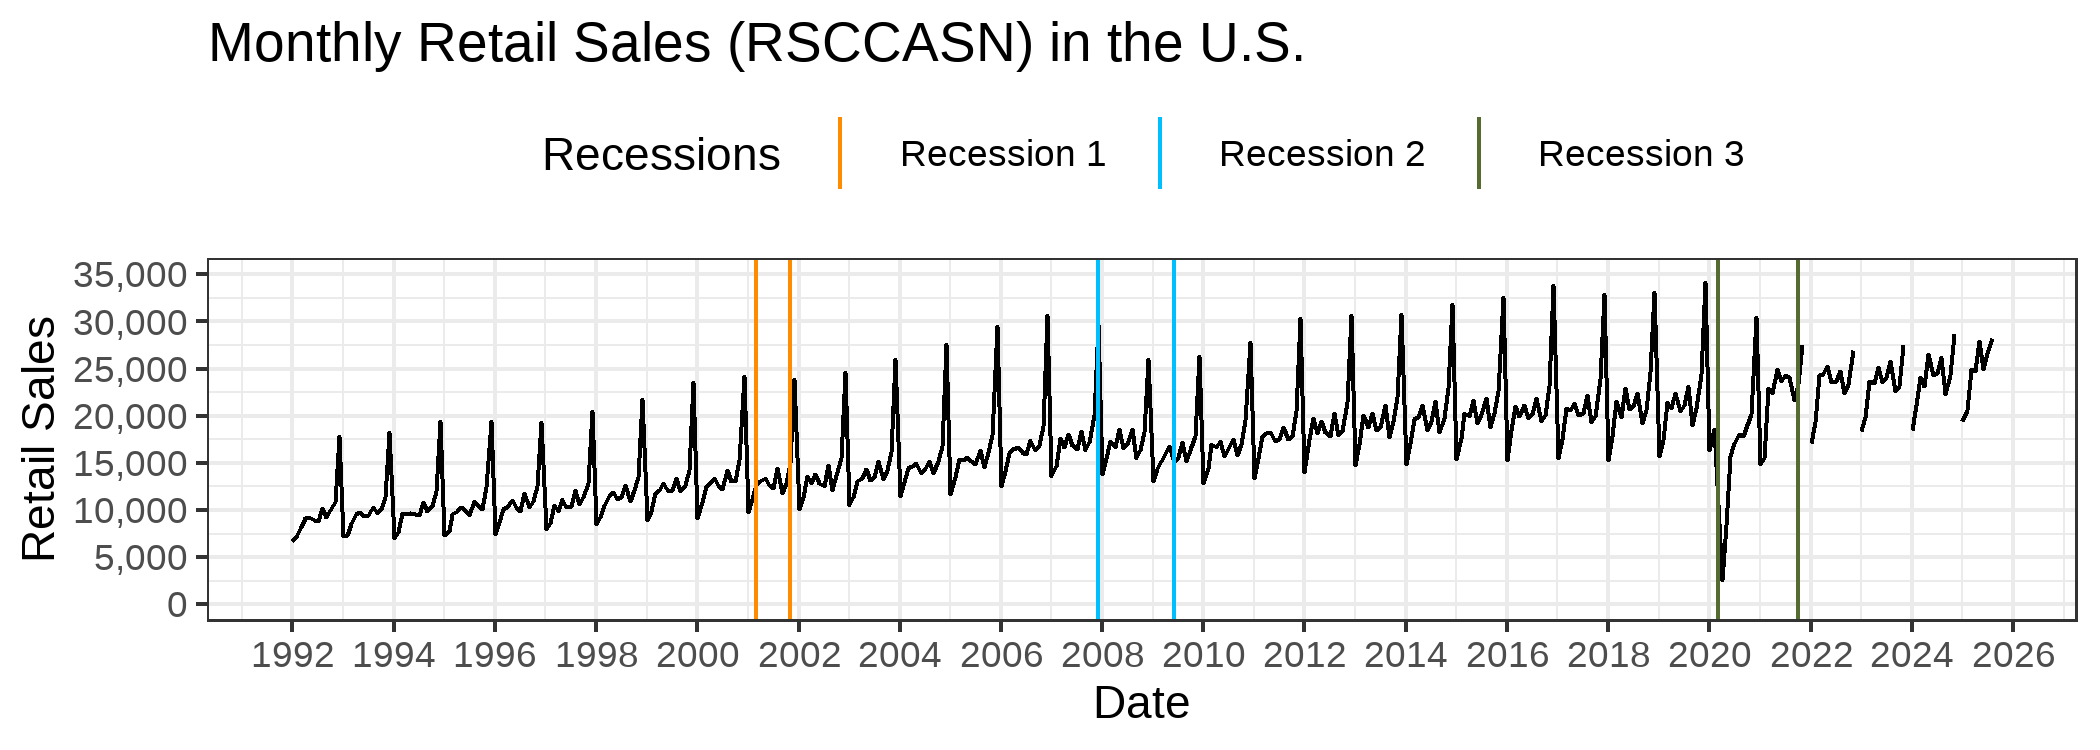 Monthly Retail Sales (RSCCASN) in the U.S.
Recessions Recession 1 Recession 2 Recession 3
Retail Sales
35,000
30,000
25,000
20,000
15,000
10,000
5,000
0
1992 1994 1996 1998 2000 2002 2004 2006 2008 2010 2012 2014 2016 2018 2020 2022 2024 2026
Date